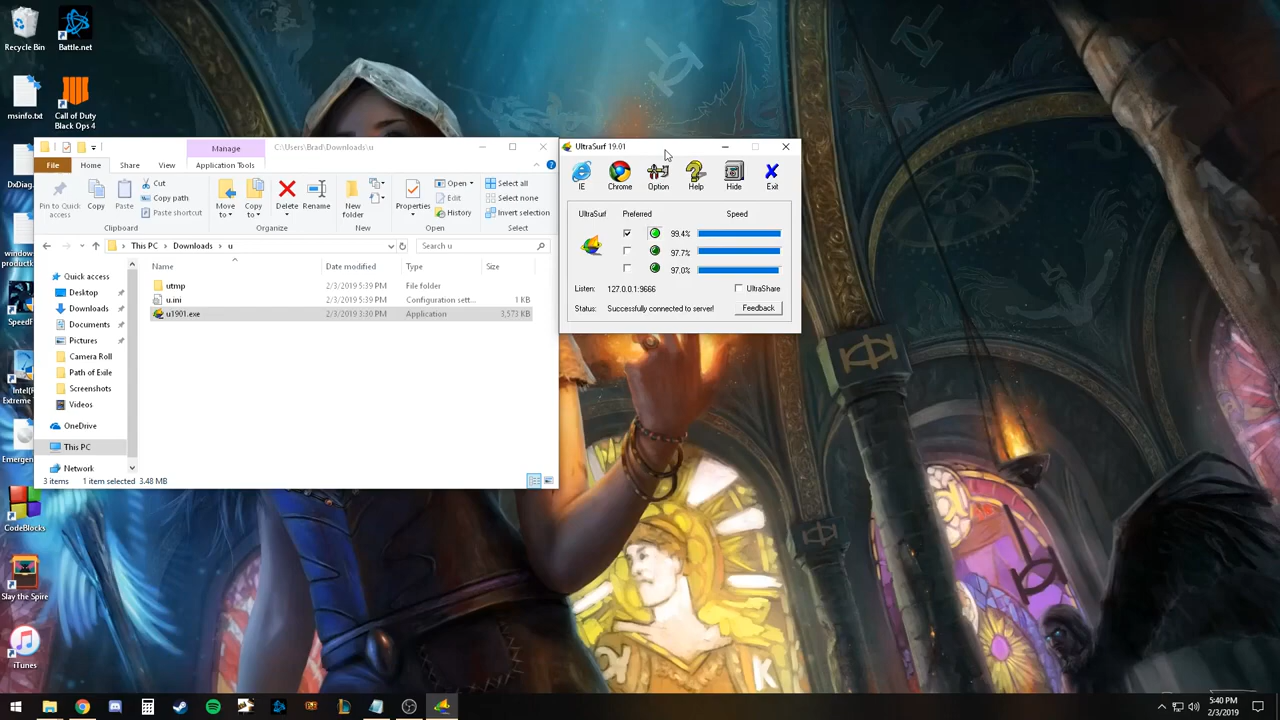 Recycle Bin
Battle.net
msinfo.txt
Call of Duty
Black Ops 4
DxDiag.
window
produckt
SpeedF
Intel(R
Extreme
Emergen
CodeBlocks
Slay the Spire
iTunes
Manage
C:\Users\Brad\Downloads\u
File
Home
Share
View
Application Tools
Pin to Quick
access
Copy
Paste
Cut
Copy path
Paste shortcut
Clipboard
Move
to
Copy
to
Delete
Rename
Organize
New
folder
New
Properties
Open
Edit
History
Open
Select all
Select none
Invert selection
Select
This PC
Downloads
u
Search u
Name
Date modified
Type
Size
utmp
2/3/2019 5:39 PM
File folder
u.ini
2/3/2019 5:39 PM
Configuration sett...
1 KB
u1901.exe
2/3/2019 3:30 PM
Application
3,573 KB
Quick access
Desktop
Downloads
Documents
Pictures
Camera Roll
Path of Exile
Screenshots
Videos
OneDrive
This PC
Network
3 items
1 item selected
3.48 MB
UltraSurf 19.01
IE
Chrome
Option
Help
Hide
Exit
UltraSurf
Preferred
Speed
99.4%
97.7%
97.0%
Listen:
127.0.0.1:9666
UltraShare
Status:
Successfully connected to server!
Feedback
K
5:40 PM
2/3/2019